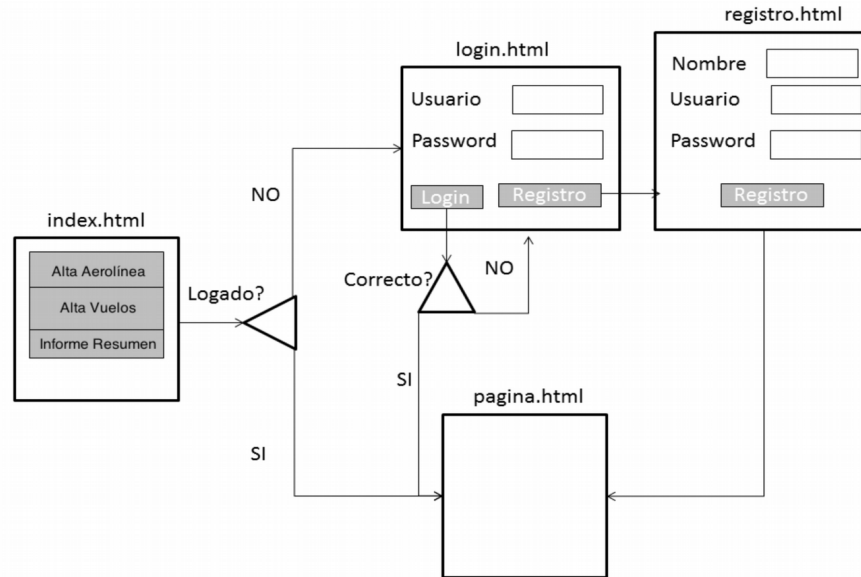 registro.html
login.html
Nombre
Usuario
Usuario
Password
Password
Login
Registro
Registro
NO
index.html
Alta Aerolínea
Alta Vuelos
Informe Resumen
Logado?
Correcto?
NO
SI
SI
pagina.html